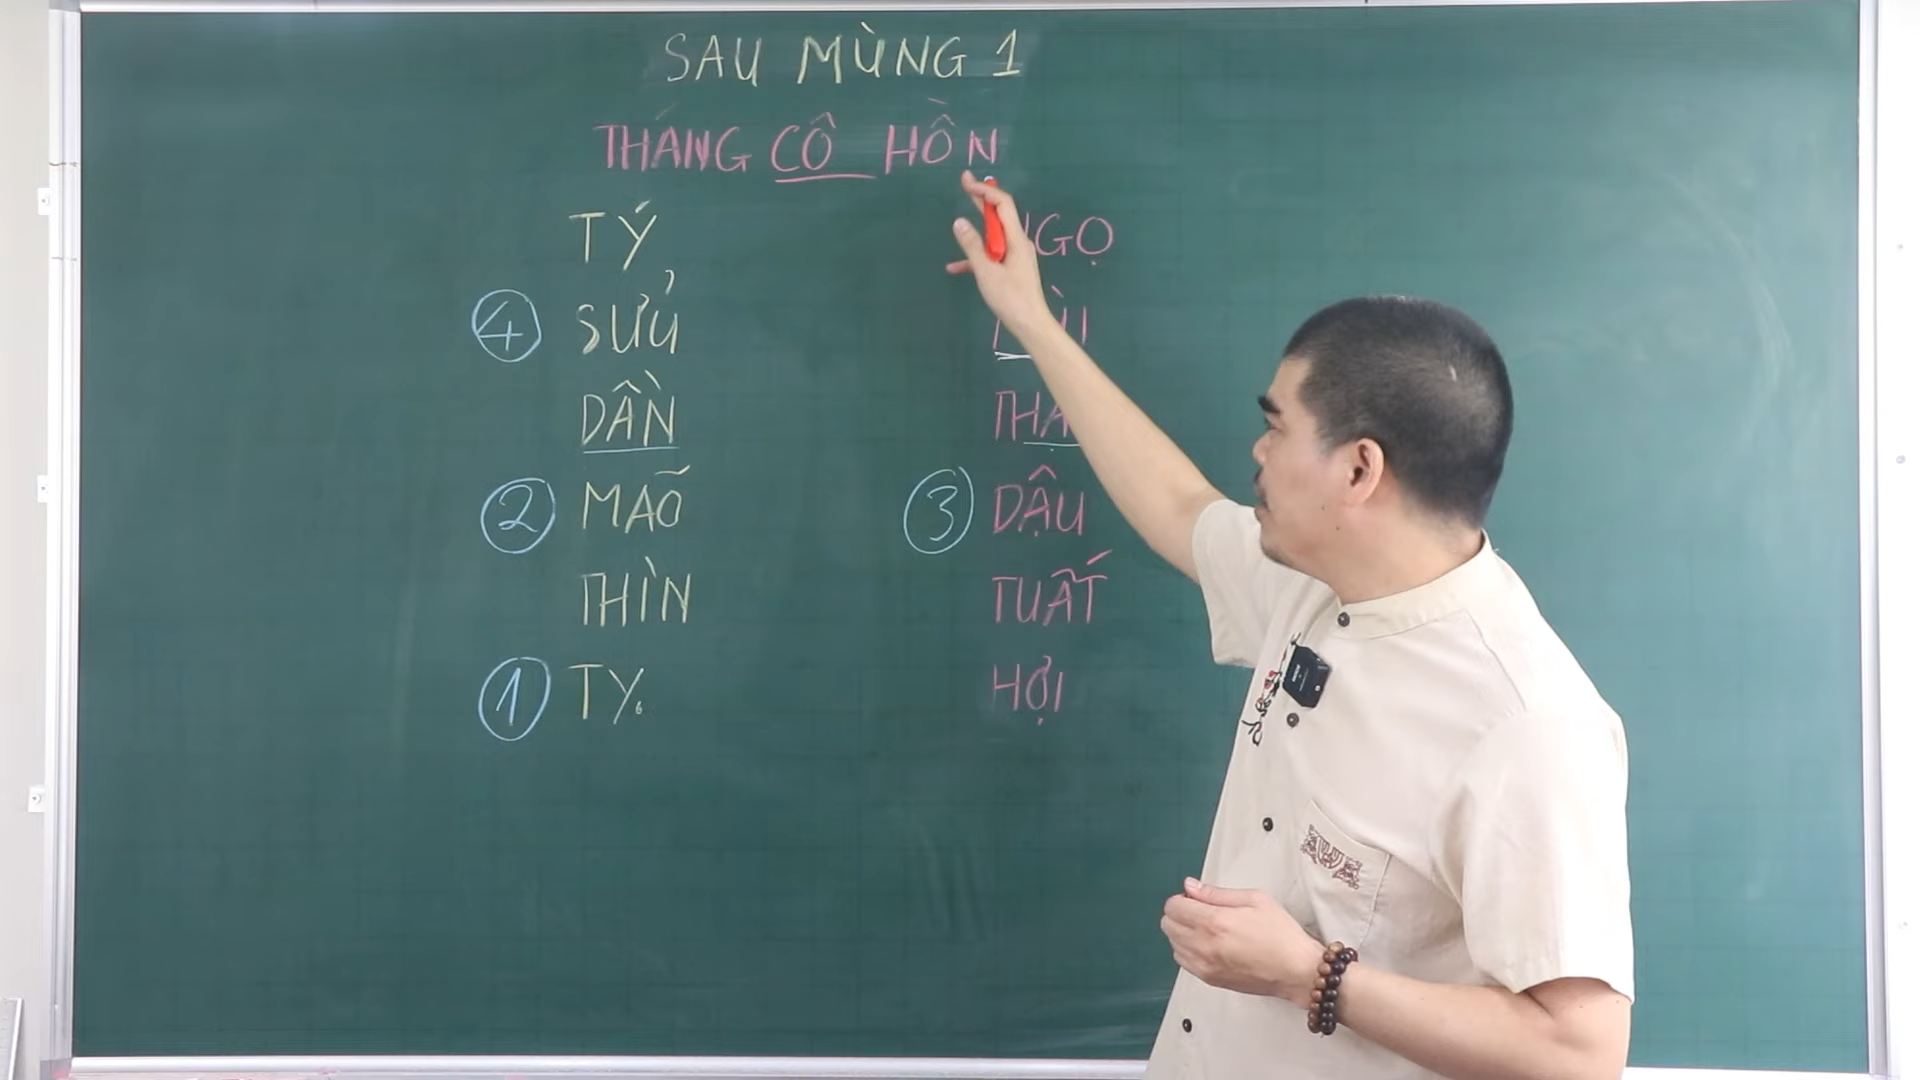 SAU MÙNG 1
THÁNG CÔ HỒN
TÝ
④ SỬU
DẦN
② MÃO
THÌN
① TỴ
③ DẬU
TUẤT
HỢI